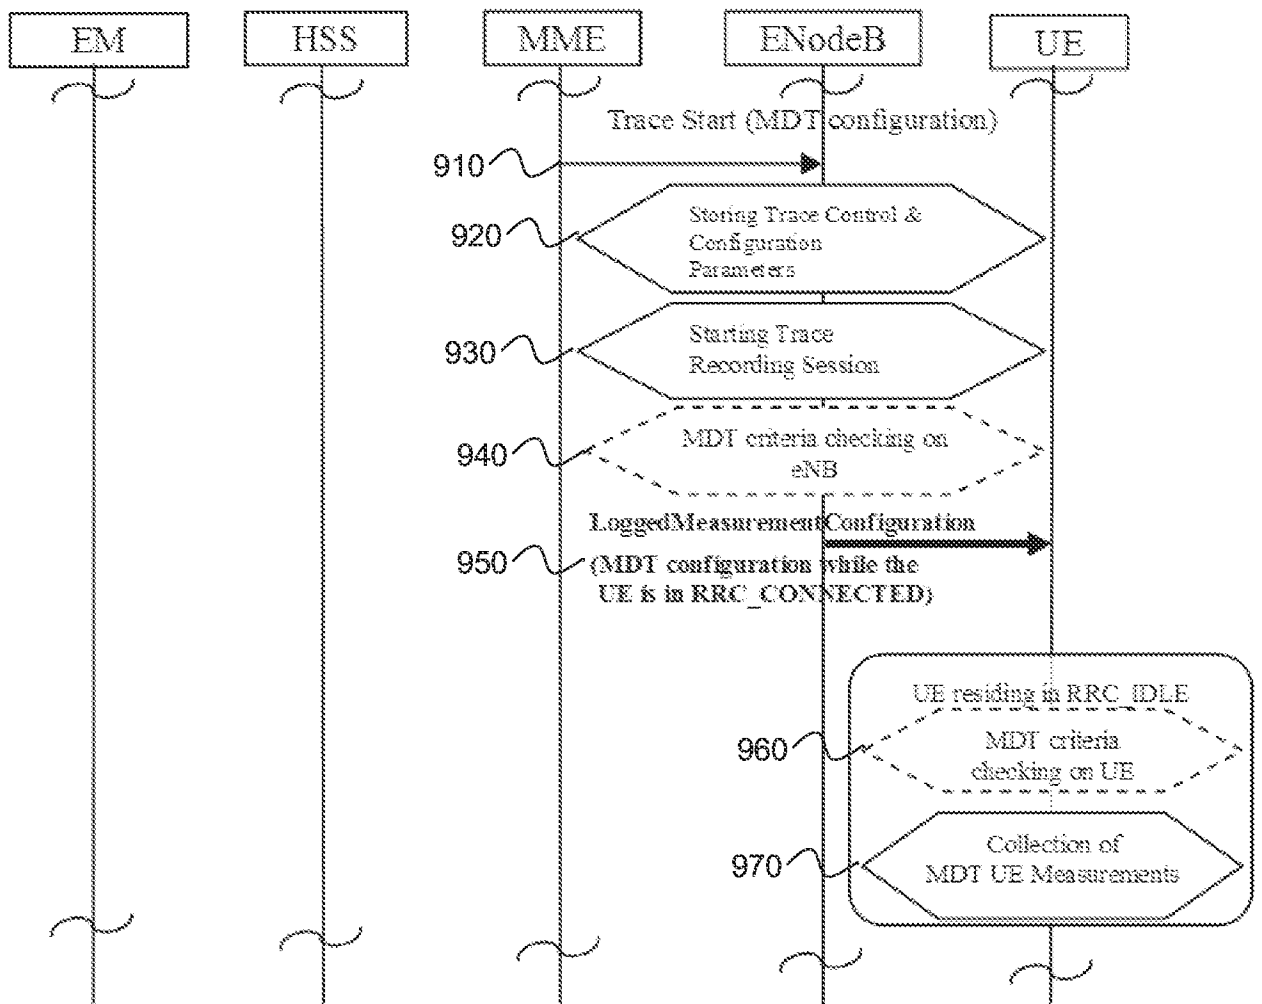 EM HSS MME ENodeB UE
Trace Start (MDT configuration)
910
Storing Trace Control &
920
Configuration
Parameters
Starting Trace
930
Recording Session
MDT criteria checking on
940
eNB
LoggedMeasurementConfiguration
950
(MDT configuration while the
UE is in RRC_CONNECTED)
UE residing in RRC_IDLE
960
MDT criteria
checking on UE
Collection of
970
MDT UE Measurements